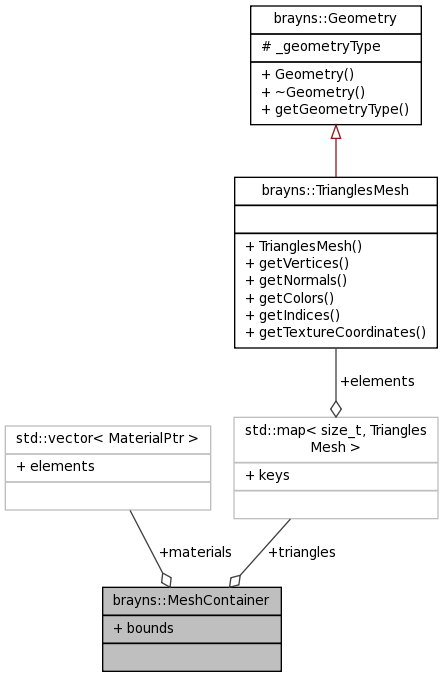 brayns::Geometry
# _geometryType
+ Geometry()
+ ~Geometry()
+ getGeometryType()
brayns::TrianglesMesh
+ TrianglesMesh()
+ getVertices()
+ getNormals()
+ getColors()
+ getIndices()
+ getTextureCoordinates()
+elements
std::vector< MaterialPtr >
+ elements
std::map< size_t, Triangles
Mesh >
+ keys
+materials
+triangles
brayns::MeshContainer
+ bounds